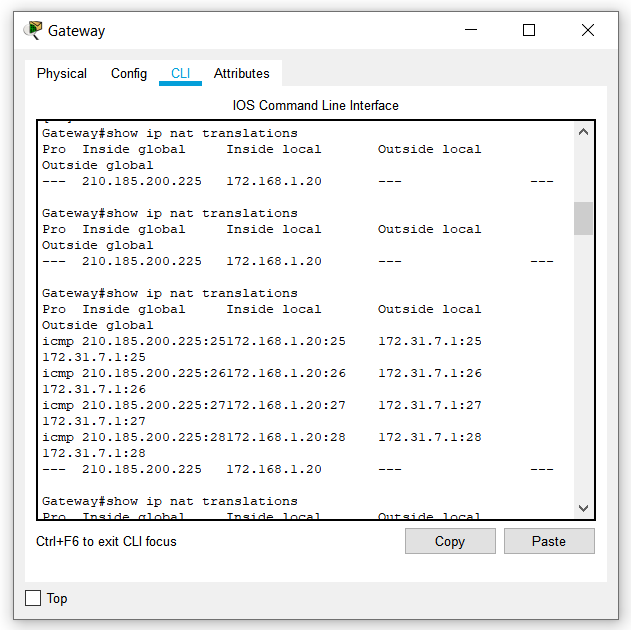 Gateway
Physical Config CLI Attributes
IOS Command Line Interface
Gateway#show ip nat translations
Pro  Inside global     Inside local       Outside local
Outside global
---  210.185.200.225   172.168.1.20       ---                ---
Gateway#show ip nat translations
Pro  Inside global     Inside local       Outside local
Outside global
---  210.185.200.225   172.168.1.20       ---                ---
Gateway#show ip nat translations
Pro  Inside global     Inside local       Outside local
Outside global
icmp 210.185.200.225:25172.168.1.20:25    172.31.7.1:25
172.31.7.1:25
icmp 210.185.200.225:26172.168.1.20:26    172.31.7.1:26
172.31.7.1:26
icmp 210.185.200.225:27172.168.1.20:27    172.31.7.1:27
172.31.7.1:27
icmp 210.185.200.225:28172.168.1.20:28    172.31.7.1:28
172.31.7.1:28
---  210.185.200.225   172.168.1.20       ---                ---
Gateway#show ip nat translations
Pro  Inside global     Inside local       Outside local
Ctrl+F6 to exit CLI focus
Copy Paste
Top